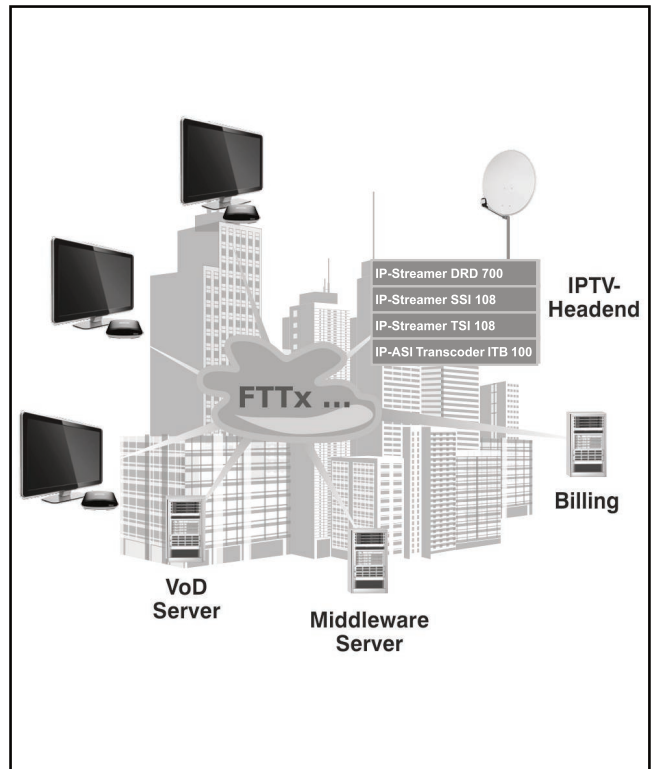 IP-Streamer DRD 700
IP-Streamer SSI 108
IP-Streamer TSI 108
IP-ASI Transcoder ITB 100
IPTV-
Headend
FTTx ...
Billing
VoD
Server
Middleware
Server